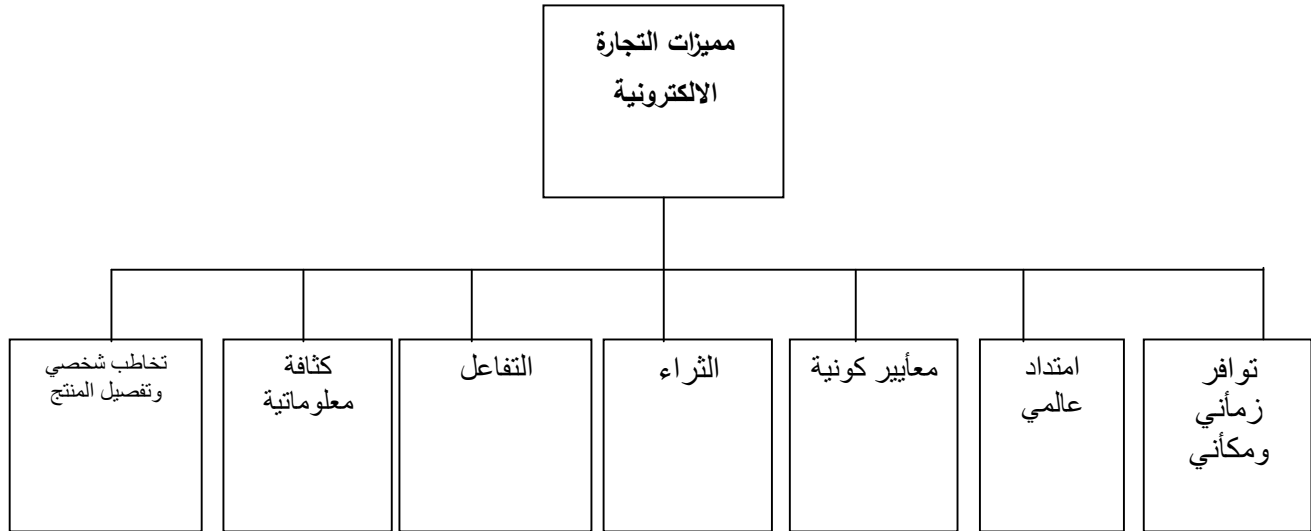 مميزات التجارة
الالكترونية
توافر
زمأني
ومكأني
امتداد
عالمي
معأيير كونية
الثراء
التفاعل
كثافة
معلوماتية
تخاطب شخصي
وتفصيل المنتج